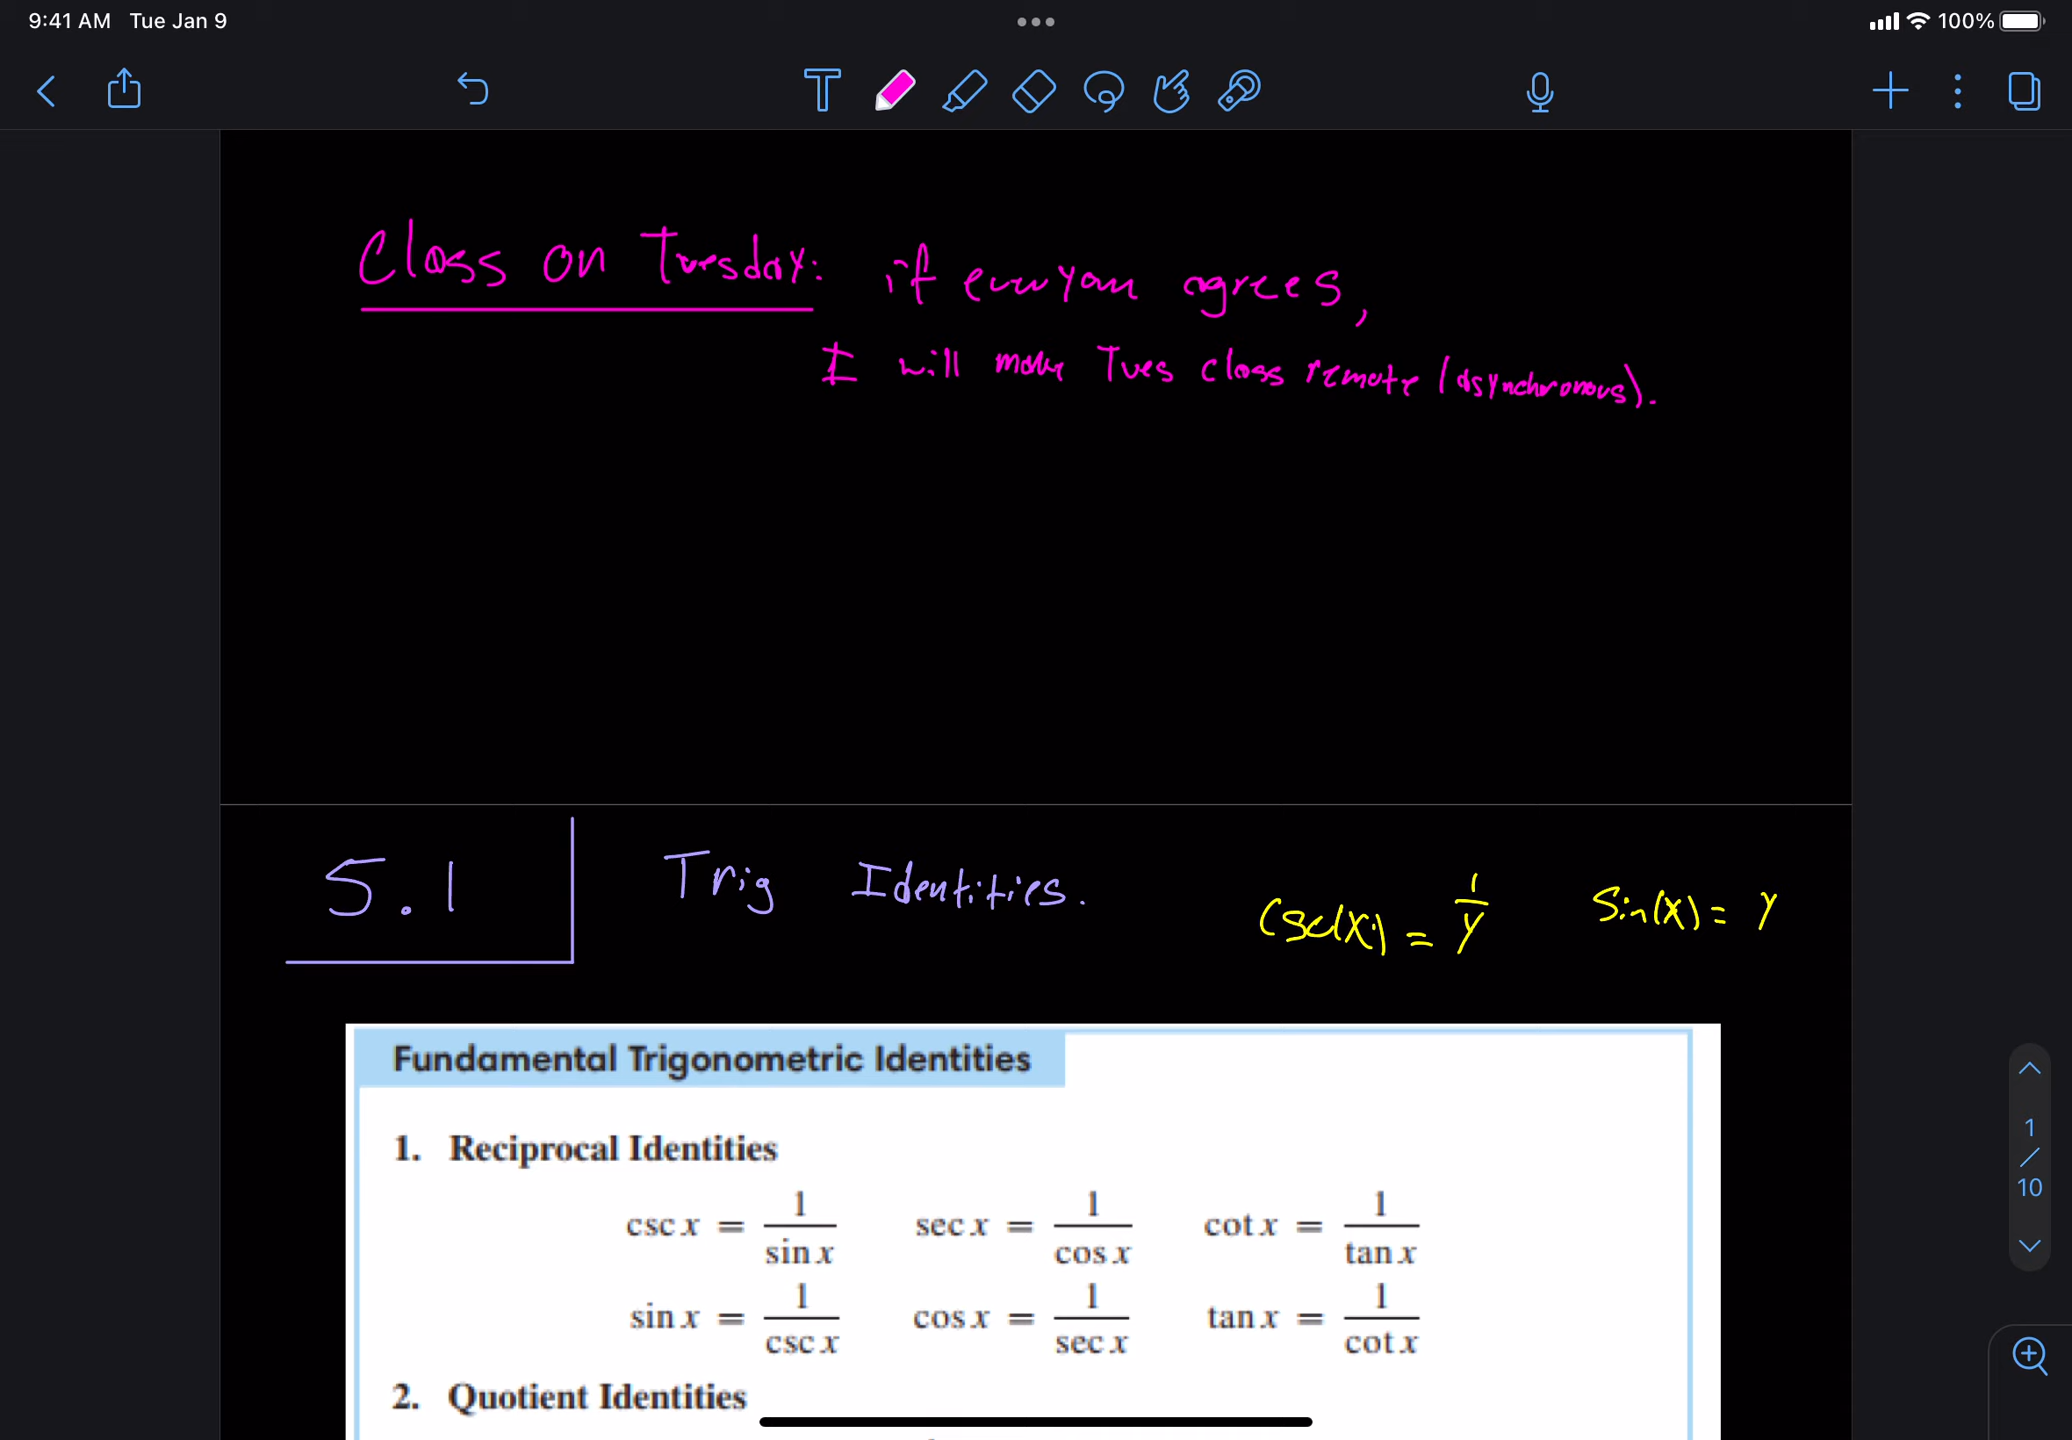 9:41 AM Tue Jan 9
100%
T
Class on Tuesday: if everyone agrees,
I will make Tues class remote (asynchronous).
5.1 Trig Identities.
csc(x) = 1/y sin(x) = y
Fundamental Trigonometric Identities
1. Reciprocal Identities
csc x = 1/sin x sec x = 1/cos x cot x = 1/tan x
sin x = 1/csc x cos x = 1/sec x tan x = 1/cot x
2. Quotient Identities
1
/
10